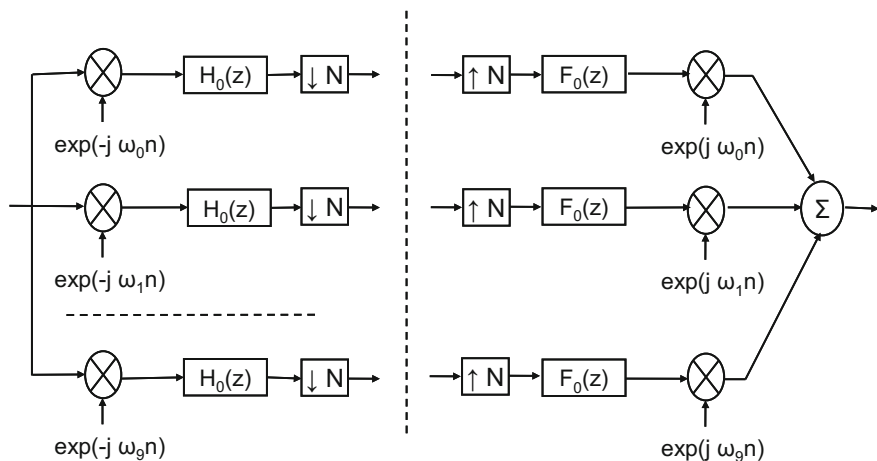 H₀(z) ↓ N ↑ N F₀(z)
exp(-j ω₀n) exp(j ω₀n)
H₀(z) ↓ N ↑ N F₀(z) Σ
exp(-j ω₁n) exp(j ω₁n)
H₀(z) ↓ N ↑ N F₀(z)
exp(-j ω₉n) exp(j ω₉n)